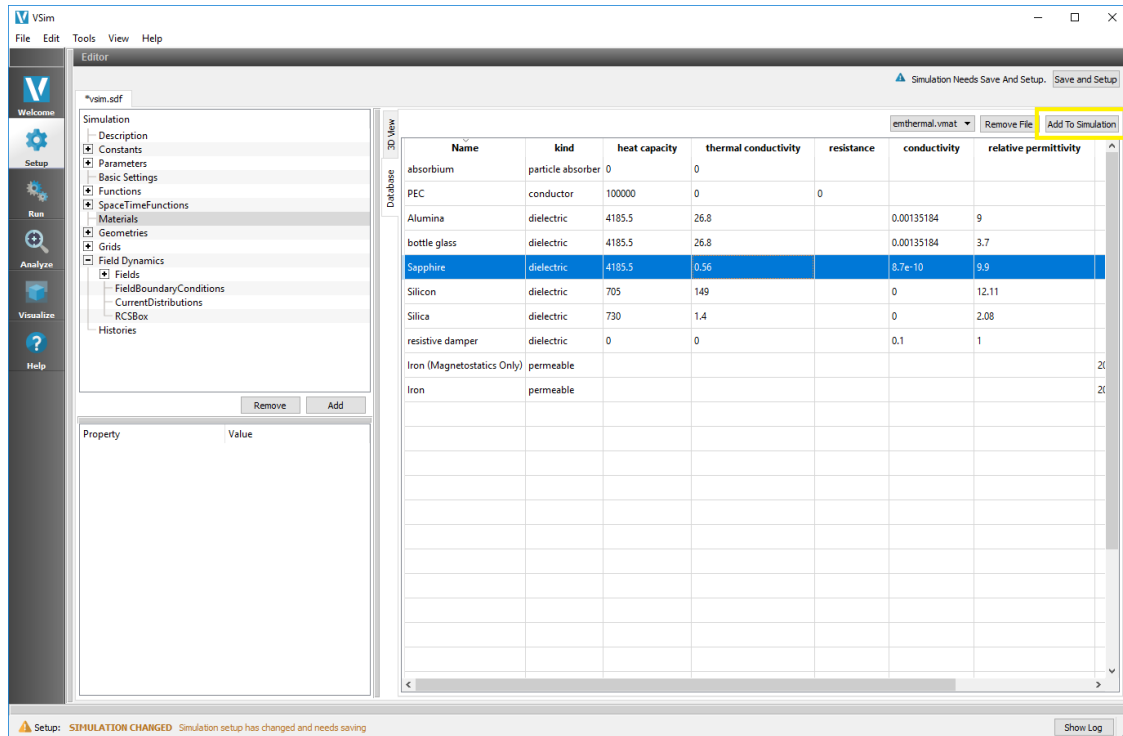 VSim
File Edit Tools View Help
Editor
Simulation Needs Save And Setup. Save and Setup
*vsim.sdf
Welcome
Setup
Run
Analyze
Visualize
Help
Simulation
Description
Constants
Parameters
Basic Settings
Functions
SpaceTimeFunctions
Materials
Geometries
Grids
Field Dynamics
Fields
FieldBoundaryConditions
CurrentDistributions
RCSBox
Histories
Remove Add
Property Value
3D View
Database
emthermal.vmat Remove File Add To Simulation
Name kind heat capacity thermal conductivity resistance conductivity relative permittivity
absorbium particle absorber 0 0
PEC conductor 100000 0 0
Alumina dielectric 4185.5 26.8 0.00135184 9
bottle glass dielectric 4185.5 26.8 0.00135184 3.7
Sapphire dielectric 4185.5 0.56 8.7e-10 9.9
Silicon dielectric 705 149 0 12.11
Silica dielectric 730 1.4 0 2.08
resistive damper dielectric 0 0 0.1 1
Iron (Magnetostatics Only) permeable
Iron permeable
Setup: SIMULATION CHANGED Simulation setup has changed and needs saving
Show Log